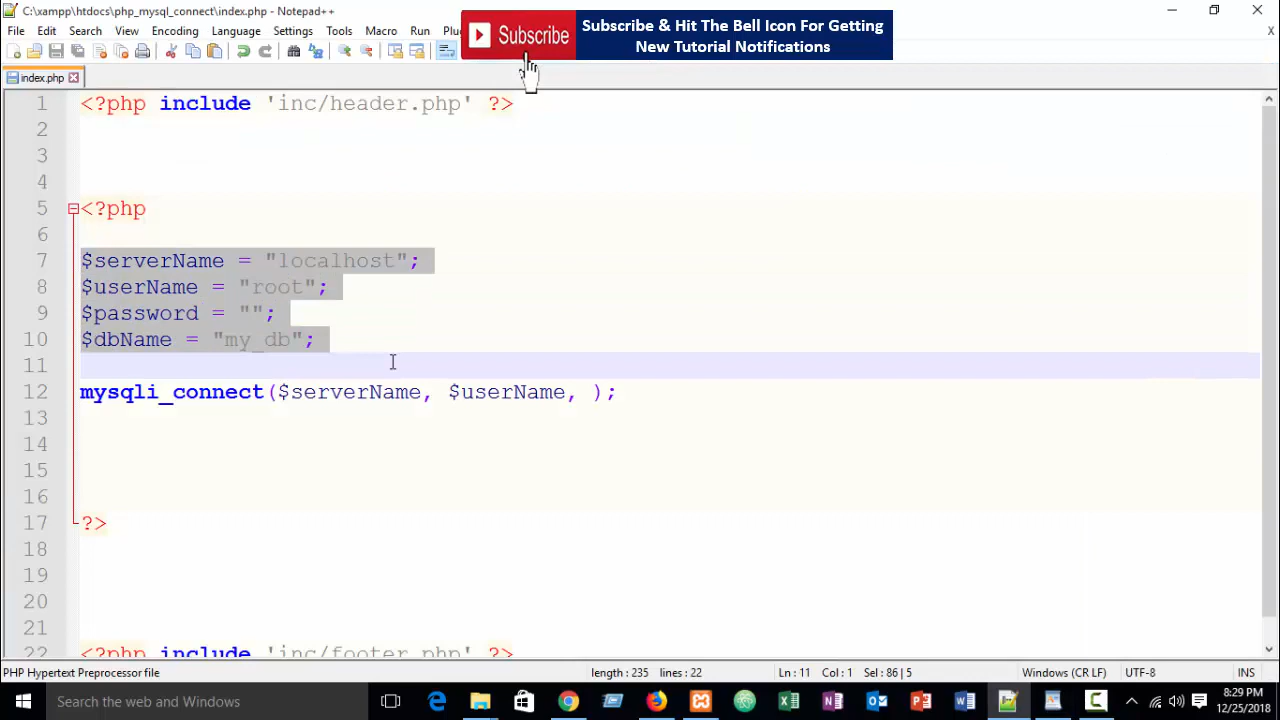 C:\xampp\htdocs\php_mysql_connect\index.php - Notepad++
File Edit Search View Encoding Language Settings Tools Macro Run
Subscribe
Subscribe & Hit The Bell Icon For Getting
New Tutorial Notifications
index.php
1 <?php include 'inc/header.php' ?>
2
3
4
5 <?php
6
7 $serverName = "localhost";
8 $userName = "root";
9 $password = "";
10 $dbName = "my_db";
11
12 mysqli_connect($serverName, $userName, );
13
14
15
16
17 ?>
18
19
20
21
22 <?php include 'inc/footer.php' ?>
PHP Hypertext Preprocessor file length : 235 lines : 22 Ln : 11 Col : 1 Sel : 86 | 5 Windows (CR LF) UTF-8 INS
Search the web and Windows
8:29 PM
12/25/2018